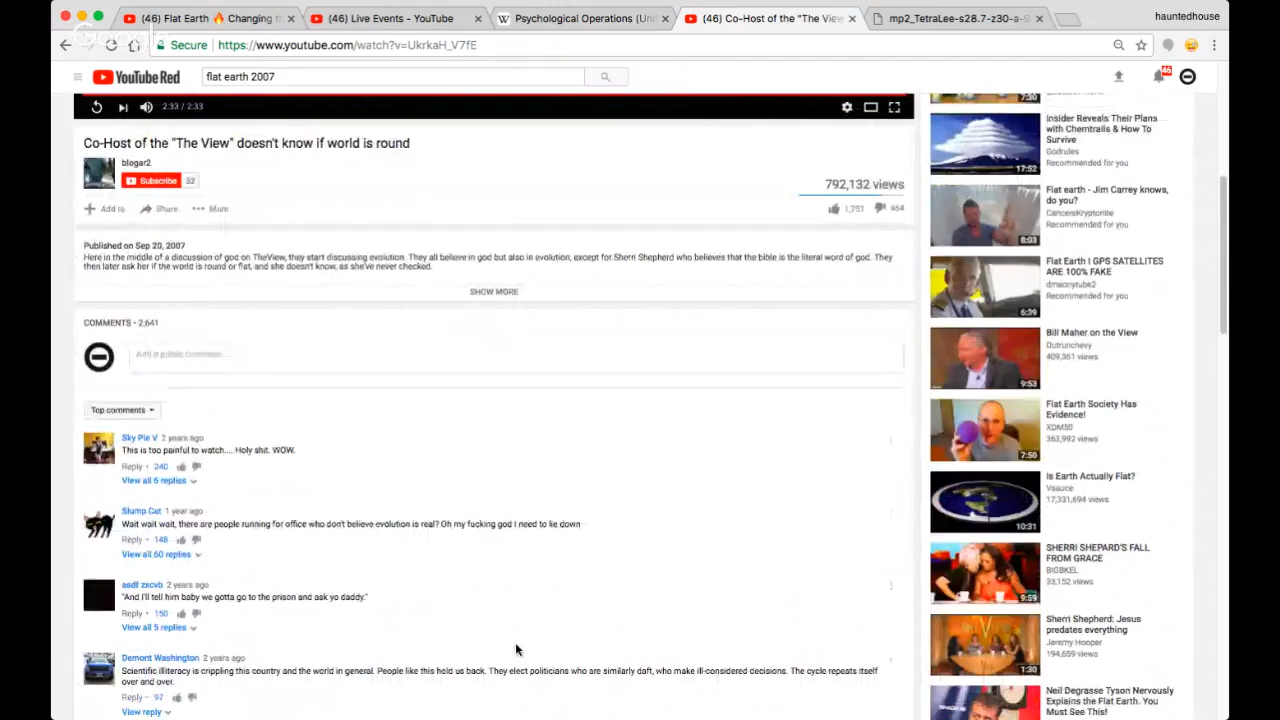 (46) Flat Earth 🔥 Changing th
(46) Live Events - YouTube
Psychological Operations (Unit
(46) Co-Host of the "The View
mp2_TetraLee-s28.7-z30-a-9
hauntedhouse
Google
Secure
https://www.youtube.com/watch?v=UkrkaH_V7fE
YouTube Red
flat earth 2007
46
2:33 / 2:33
Co-Host of the "The View" doesn't know if world is round
blogar2
Subscribe 52
792,132 views
Add to Share More
1,751 464
Published on Sep 20, 2007
Here in the middle of a discussion of god on TheView, they start discussing evolution. They all believe in god but also in evolution, except for Sherri Shepherd who believes that the bible is the literal word of god. They
then later ask her if the world is round or flat, and she doesn't know, as she've never checked.
SHOW MORE
COMMENTS • 2,641
Add a public comment...
Top comments
Sky Pie V 2 years ago
This is too painful to watch.... Holy shit. WOW.
Reply • 240
View all 6 replies
Slump Cat 1 year ago
Wait wait wait, there are people running for office who don't believe evolution is real? Oh my fucking god I need to lie down
Reply • 148
View all 60 replies
asdf zxcvb 2 years ago
"And I'll tell him baby we gotta go to the prison and ask yo daddy."
Reply • 150
View all 5 replies
Demont Washington 2 years ago
Scientific illiteracy is crippling this country and the world in general. People like this hold us back. They elect politicians who are similarly daft, who make ill-considered decisions. The cycle repeats itself
over and over.
Reply • 97
View reply
7:30
Insider Reveals Their Plans
with Chemtrails & How To
Survive
Godrules
Recommended for you
17:52
Flat earth - Jim Carrey knows,
do you?
CancersKryptonite
Recommended for you
8:03
Flat Earth I GPS SATELLITES
ARE 100% FAKE
dmaonytube2
Recommended for you
6:39
Bill Maher on the View
Outrunchevy
409,361 views
9:53
Flat Earth Society Has
Evidence!
XDM50
363,992 views
7:50
Is Earth Actually Flat?
Vsauce
17,331,694 views
10:31
SHERRI SHEPARD'S FALL
FROM GRACE
BIGBKEL
33,152 views
9:59
Sherri Shepherd: Jesus
predates everything
Jeremy Hooper
194,659 views
1:30
Neil Degrasse Tyson Nervously
Explains the Flat Earth. You
Must See This!